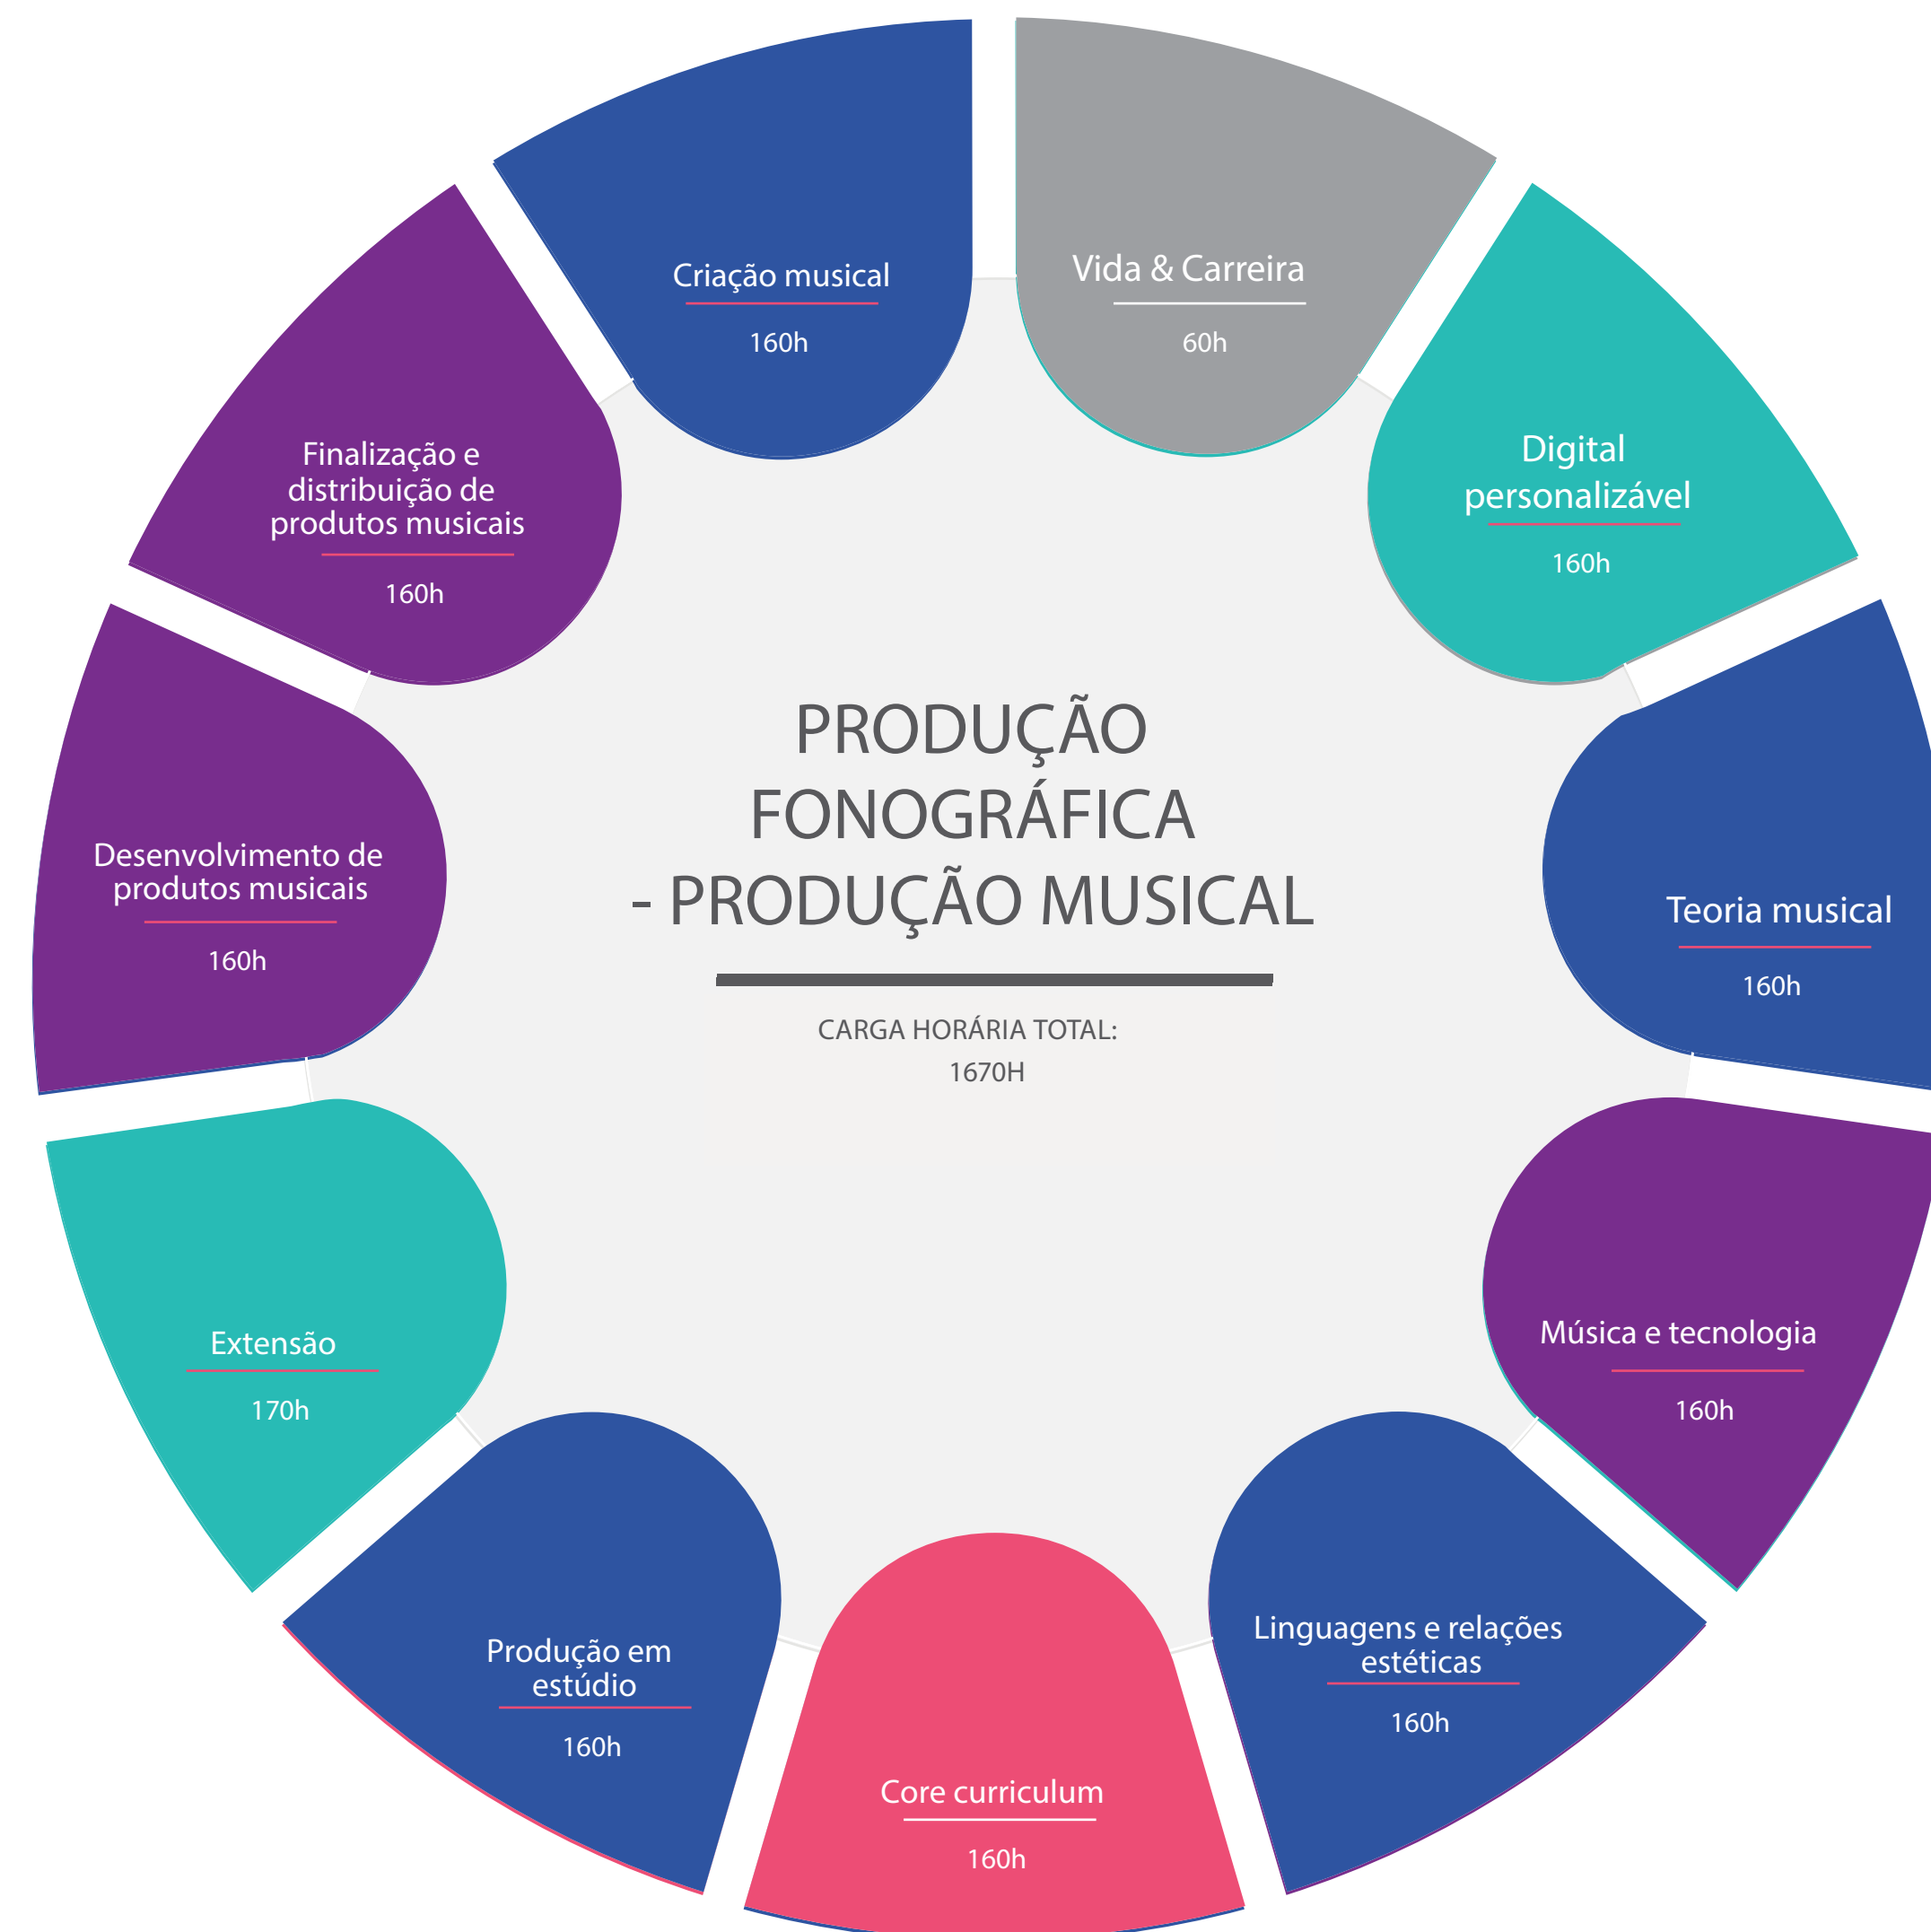 Criação musical
160h
Vida & Carreira
60h
Digital
personalizável
160h
Teoria musical
160h
Música e tecnologia
160h
Linguagens e relações
estéticas
160h
Core curriculum
160h
Produção em
estúdio
160h
Extensão
170h
Desenvolvimento de
produtos musicais
160h
Finalização e
distribuição de
produtos musicais
160h
PRODUÇÃO
FONOGRÁFICA
- PRODUÇÃO MUSICAL
CARGA HORÁRIA TOTAL:
1670H